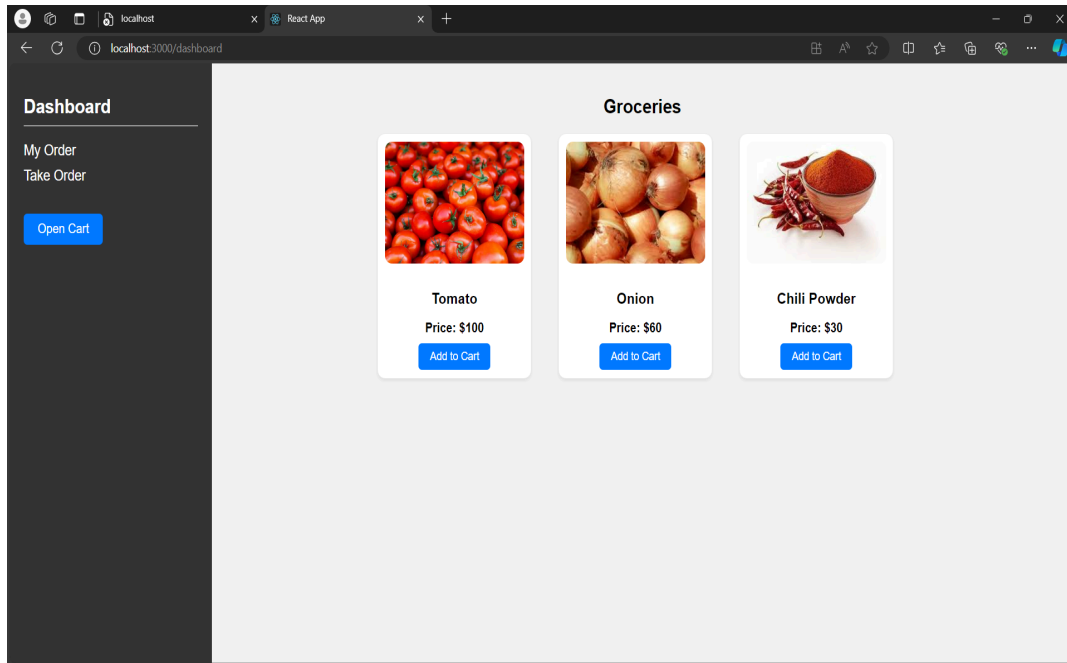 localhost
React App
localhost:3000/dashboard
Dashboard
My Order
Take Order
Open Cart
Groceries
Tomato
Price: $100
Add to Cart
Onion
Price: $60
Add to Cart
Chili Powder
Price: $30
Add to Cart